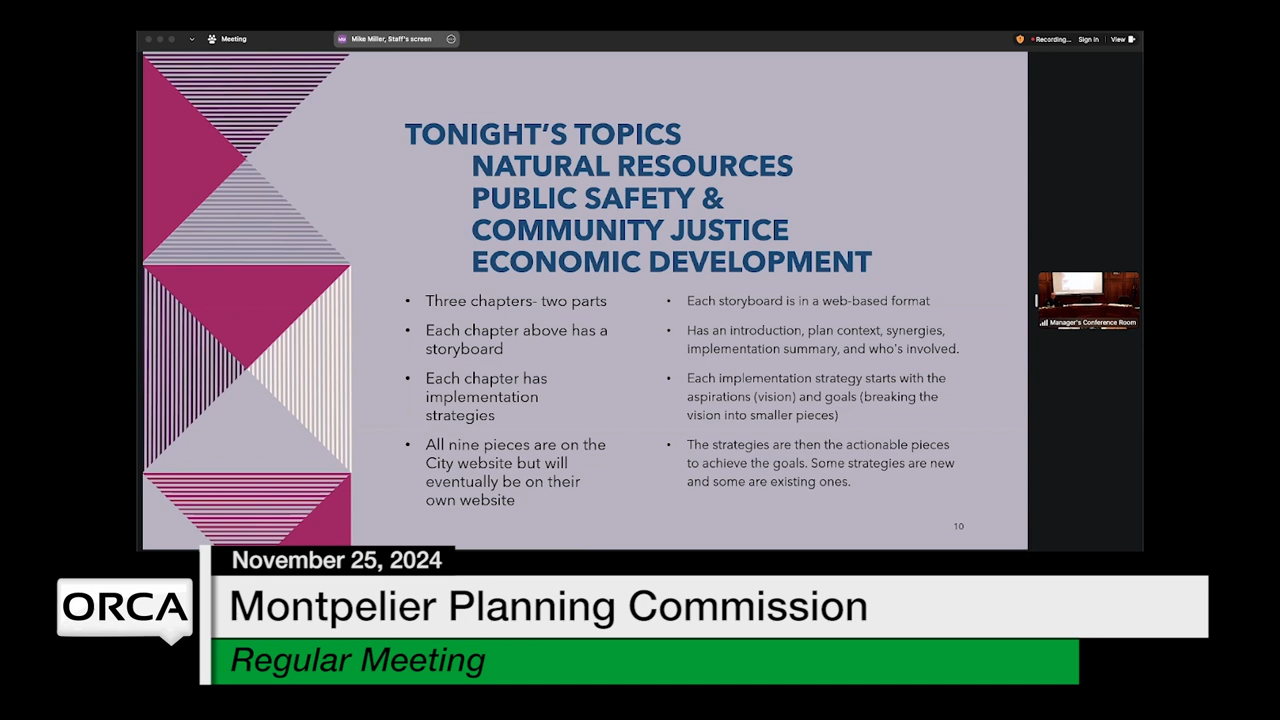 Meeting
Mike Miller, Staff's screen
Recording...
Sign in
View
TONIGHT'S TOPICS
NATURAL RESOURCES
PUBLIC SAFETY &
COMMUNITY JUSTICE
ECONOMIC DEVELOPMENT
• Three chapters- two parts
• Each chapter above has a
storyboard
• Each chapter has
implementation
strategies
• All nine pieces are on the
City website but will
eventually be on their
own website
• Each storyboard is in a web-based format
• Has an introduction, plan context, synergies,
implementation summary, and who's involved.
• Each implementation strategy starts with the
aspirations (vision) and goals (breaking the
vision into smaller pieces)
• The strategies are then the actionable pieces
to achieve the goals. Some strategies are new
and some are existing ones.
10
Manager's Conference Room
November 25, 2024
ORCA
Montpelier Planning Commission
Regular Meeting